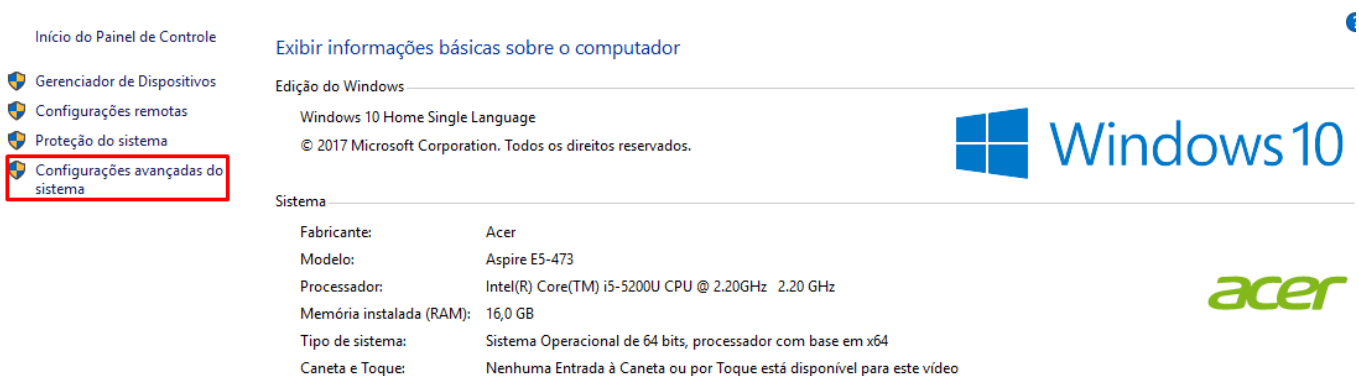 Início do Painel de Controle
Gerenciador de Dispositivos
Configurações remotas
Proteção do sistema
Configurações avançadas do
sistema
Exibir informações básicas sobre o computador
Edição do Windows
Windows 10 Home Single Language
© 2017 Microsoft Corporation. Todos os direitos reservados.
Windows 10
Sistema
Fabricante: Acer
Modelo: Aspire E5-473
Processador: Intel(R) Core(TM) i5-5200U CPU @ 2.20GHz 2.20 GHz
Memória instalada (RAM): 16,0 GB
Tipo de sistema: Sistema Operacional de 64 bits, processador com base em x64
Caneta e Toque: Nenhuma Entrada à Caneta ou por Toque está disponível para este vídeo
acer